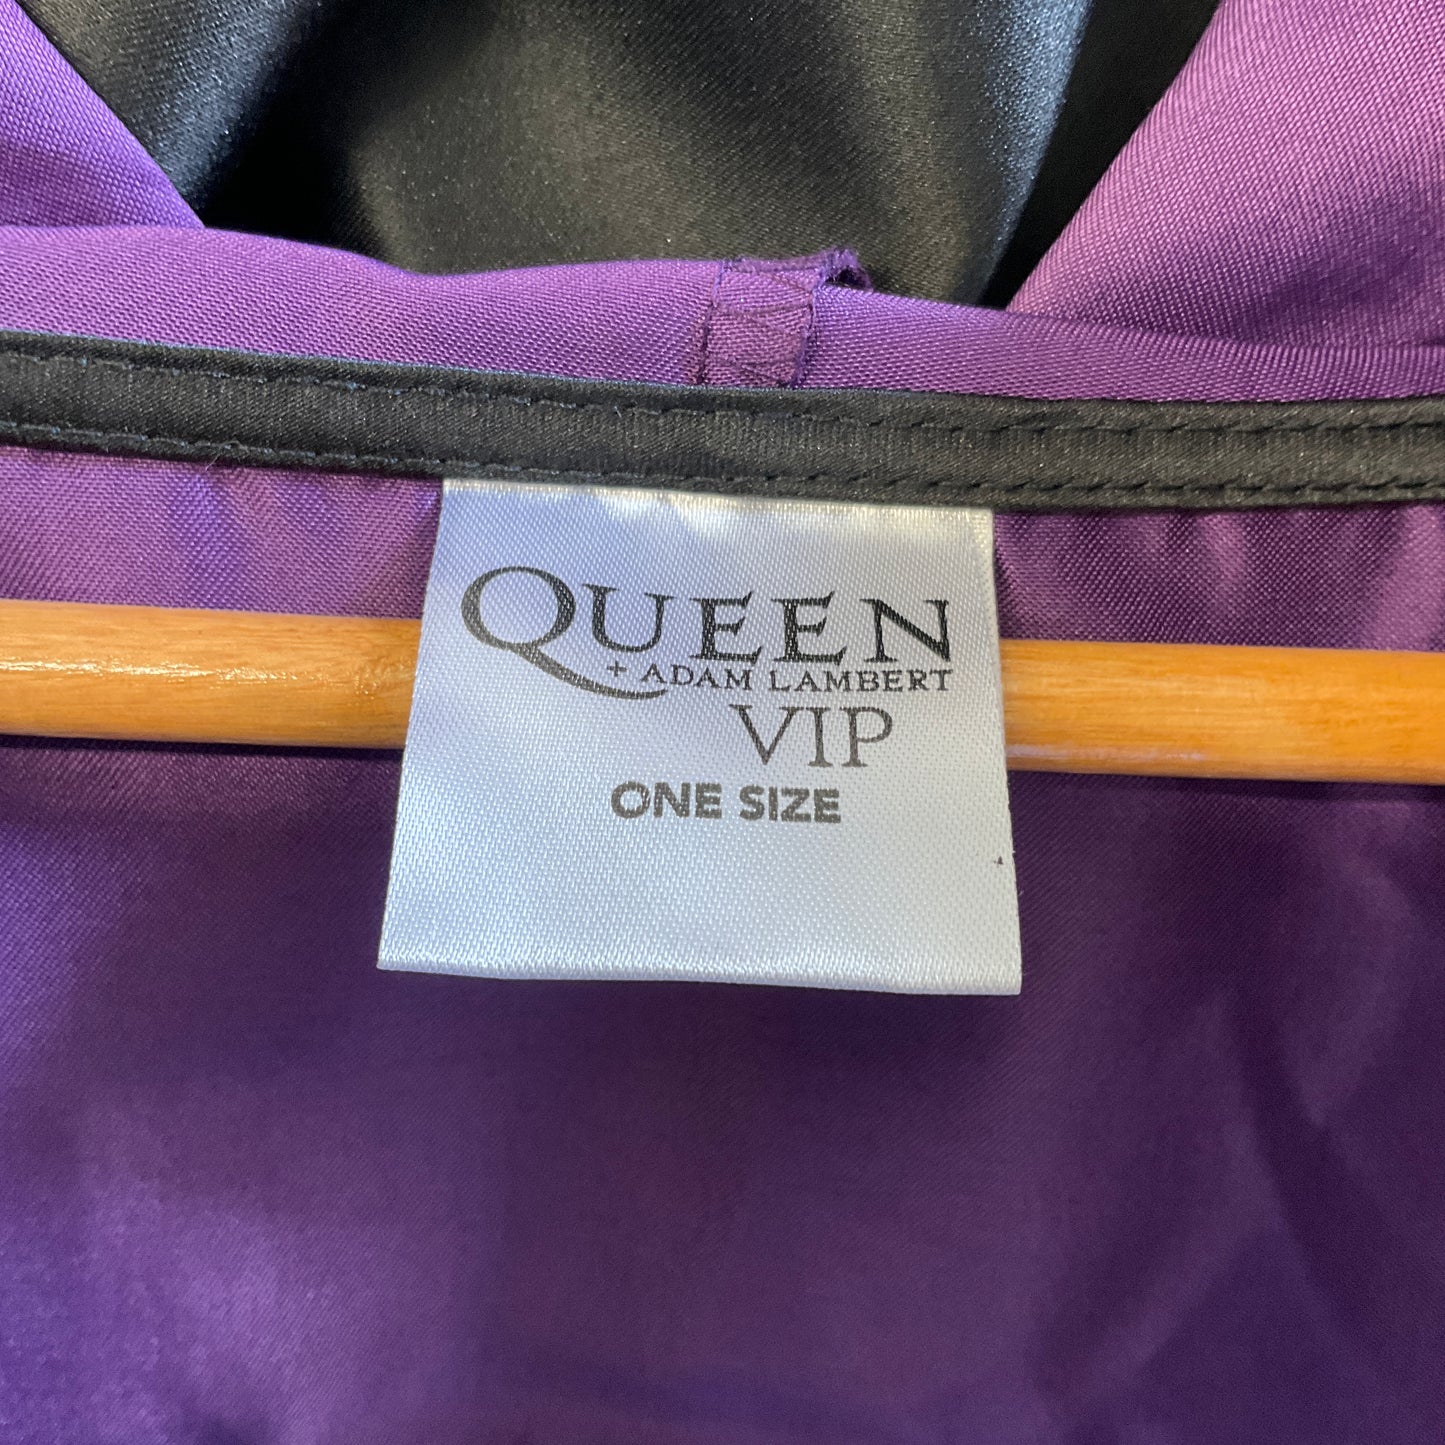 QUEEN
+ ADAM LAMBERT
VIP
ONE SIZE